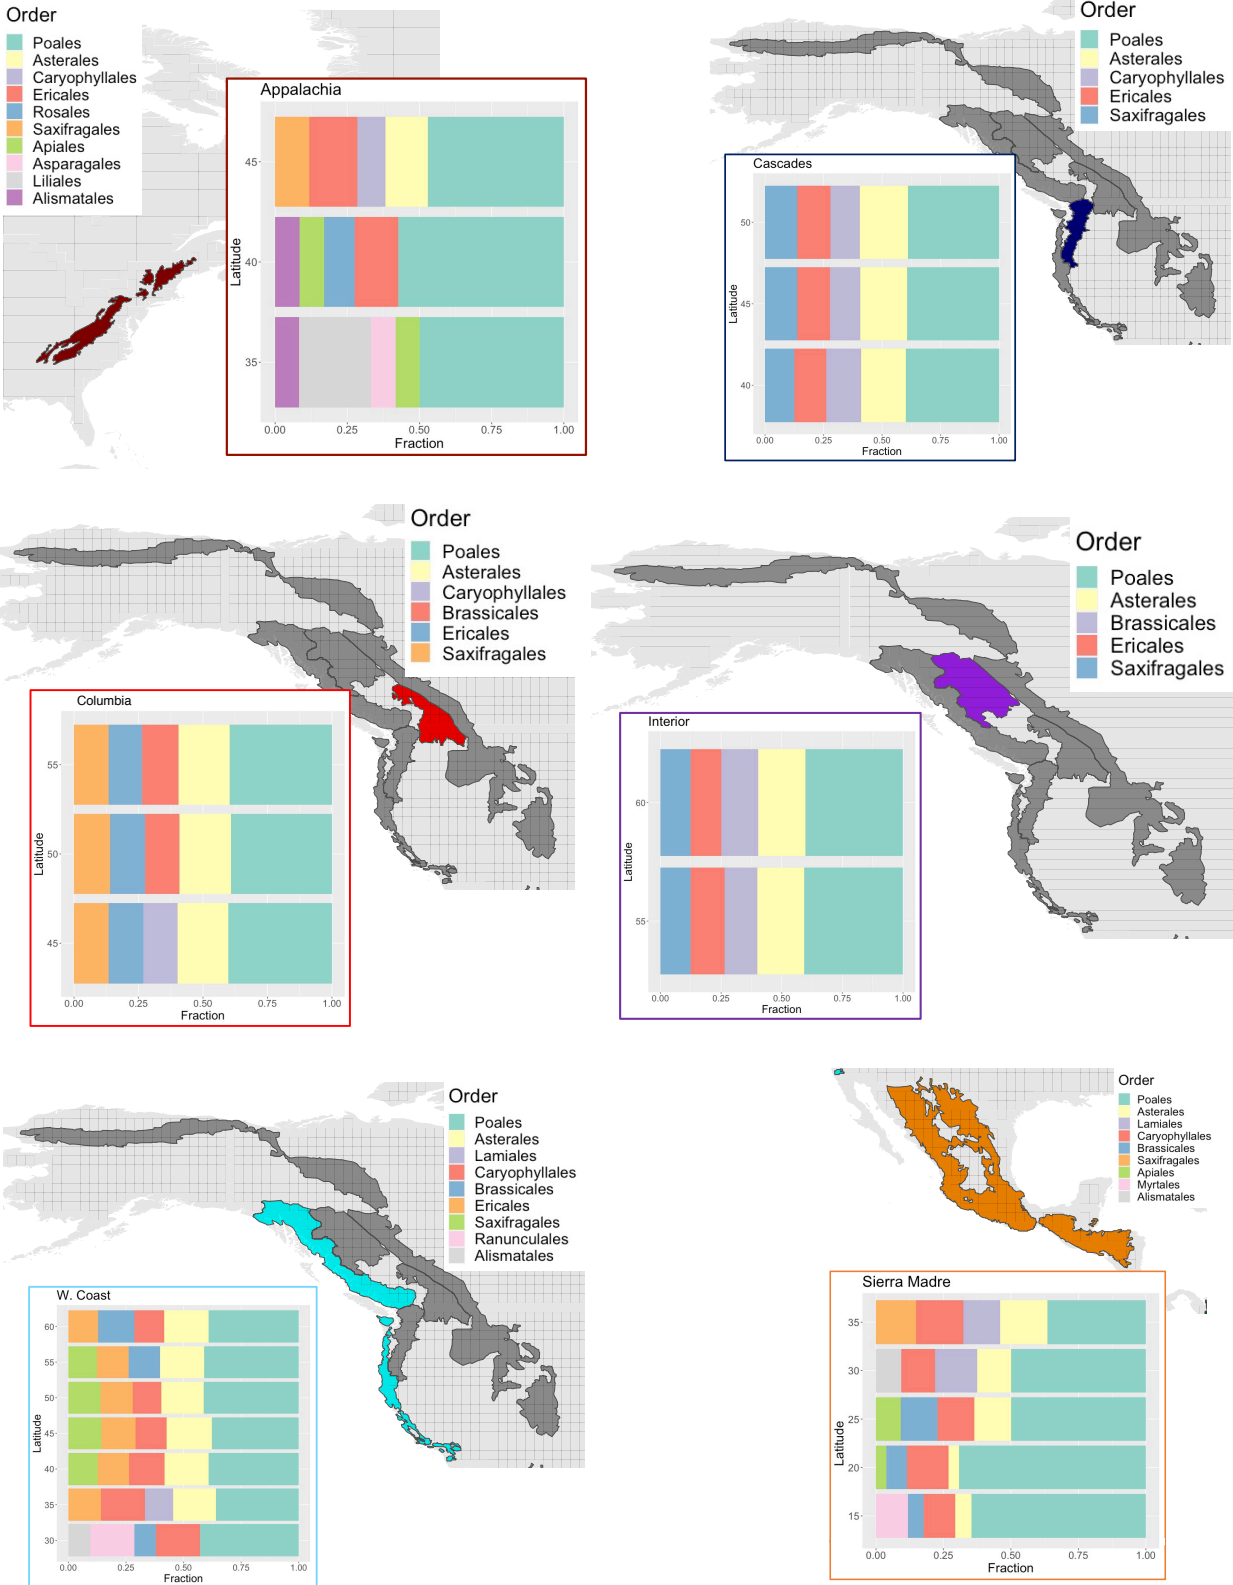 Order
Poales
Asterales
Caryophyllales
Ericales
Rosales
Saxifragales
Apiales
Asparagales
Liliales
Alismatales
Appalachia
45
40
35
Latitude
0.00 0.25 0.50 0.75 1.00
Fraction
Order
Poales
Asterales
Caryophyllales
Ericales
Saxifragales
Cascades
50
45
40
Latitude
0.00 0.25 0.50 0.75 1.00
Fraction
Order
Poales
Asterales
Caryophyllales
Brassicales
Ericales
Saxifragales
Columbia
55
50
45
Latitude
0.00 0.25 0.50 0.75 1.00
Fraction
Order
Poales
Asterales
Brassicales
Ericales
Saxifragales
Interior
60
55
Latitude
0.00 0.25 0.50 0.75 1.00
Fraction
Order
Poales
Asterales
Lamiales
Caryophyllales
Brassicales
Ericales
Saxifragales
Ranunculales
Alismatales
W. Coast
60
55
50
45
40
35
30
Latitude
0.00 0.25 0.50 0.75 1.00
Fraction
Order
Poales
Asterales
Lamiales
Caryophyllales
Brassicales
Saxifragales
Apiales
Myrtales
Alismatales
Sierra Madre
35
30
25
20
15
Latitude
0.00 0.25 0.50 0.75 1.00
Fraction